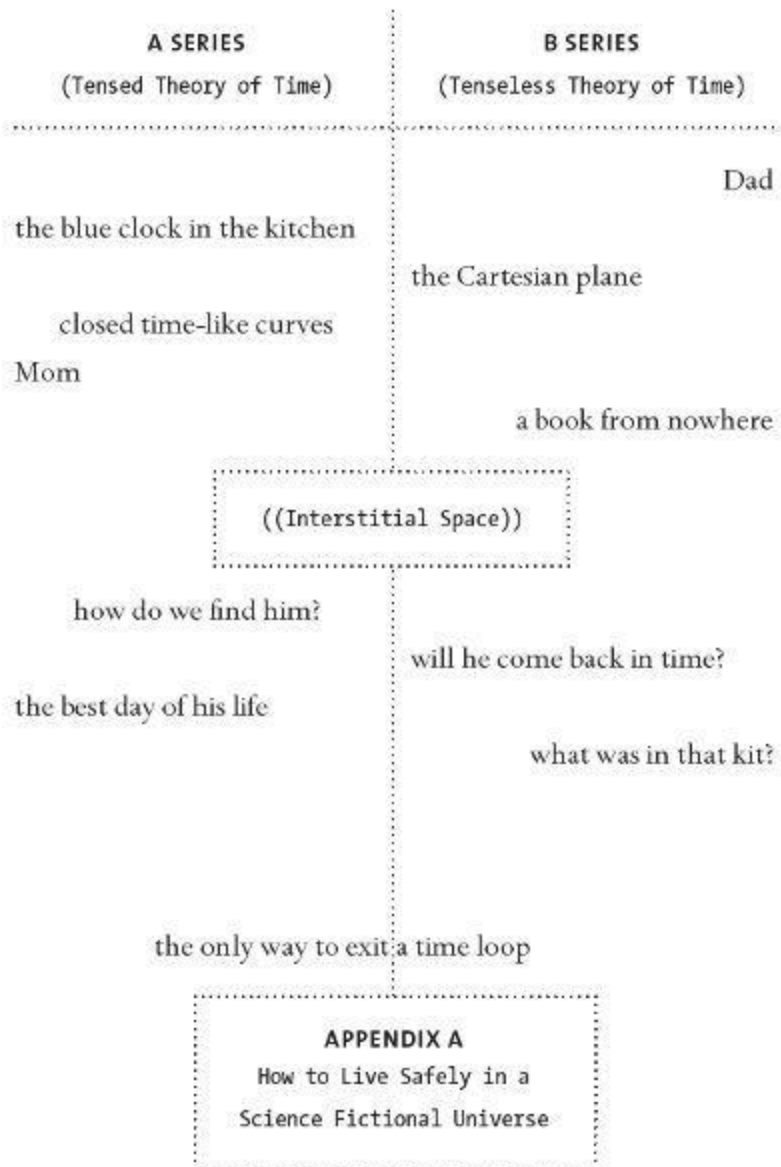 A SERIES
(Tensed Theory of Time)
B SERIES
(Tenseless Theory of Time)
Dad
the blue clock in the kitchen
the Cartesian plane
closed time-like curves
Mom
a book from nowhere
((Interstitial Space))
how do we find him?
will he come back in time?
the best day of his life
what was in that kit?
the only way to exit a time loop
APPENDIX A
How to Live Safely in a
Science Fictional Universe